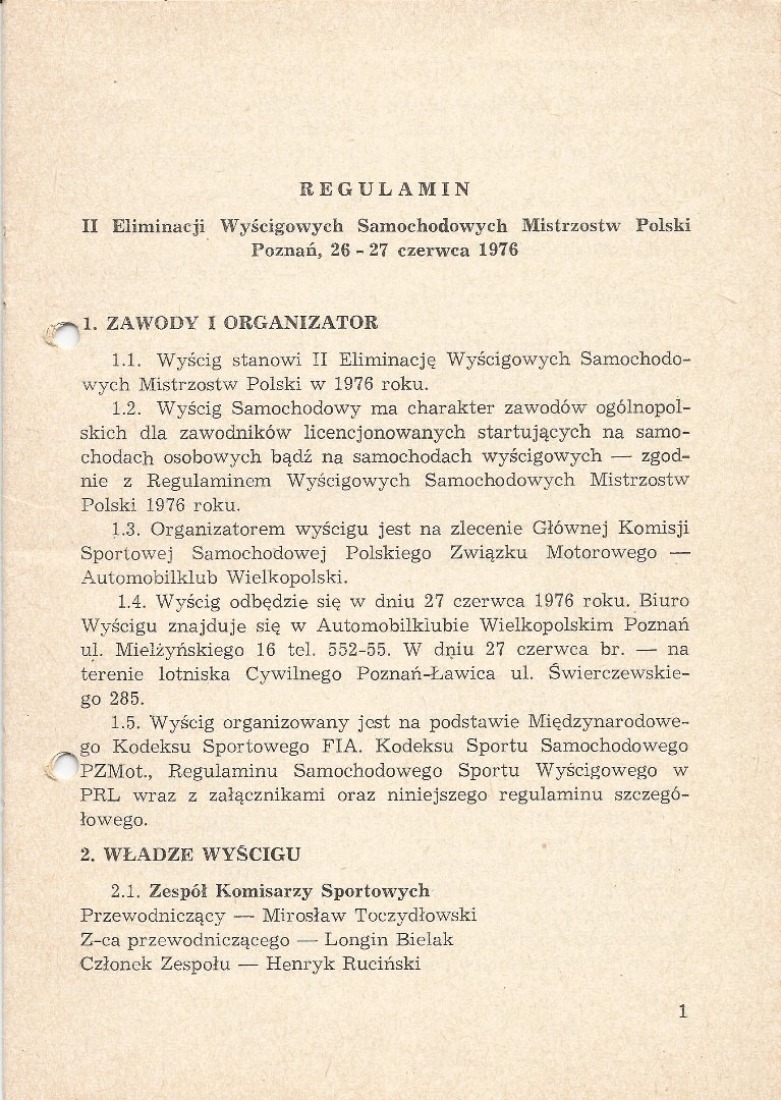 REGULAMIN
II Eliminacji Wyścigowych Samochodowych Mistrzostw Polski
Poznań, 26 - 27 czerwca 1976
1. ZAWODY I ORGANIZATOR
1.1. Wyścig stanowi II Eliminację Wyścigowych Samochodo-
wych Mistrzostw Polski w 1976 roku.
1.2. Wyścig Samochodowy ma charakter zawodów ogólnopol-
skich dla zawodników licencjonowanych startujących na samo-
chodach osobowych bądź na samochodach wyścigowych — zgod-
nie z Regulaminem Wyścigowych Samochodowych Mistrzostw
Polski 1976 roku.
1.3. Organizatorem wyścigu jest na zlecenie Głównej Komisji
Sportowej Samochodowej Polskiego Związku Motorowego —
Automobilklub Wielkopolski.
1.4. Wyścig odbędzie się w dniu 27 czerwca 1976 roku. Biuro
Wyścigu znajduje się w Automobilklubie Wielkopolskim Poznań
ul. Mielżyńskiego 16 tel. 552-55. W dniu 27 czerwca br. — na
terenie lotniska Cywilnego Poznań-Ławica ul. Świerczewskie-
go 285.
1.5. Wyścig organizowany jest na podstawie Międzynarodowe-
go Kodeksu Sportowego FIA. Kodeksu Sportu Samochodowego
PZMot., Regulaminu Samochodowego Sportu Wyścigowego w
PRL wraz z załącznikami oraz niniejszego regulaminu szczegó-
łowego.
2. WŁADZE WYŚCIGU
2.1. Zespół Komisarzy Sportowych
Przewodniczący — Mirosław Toczydłowski
Z-ca przewodniczącego — Longin Bielak
Członek Zespołu — Henryk Ruciński
1